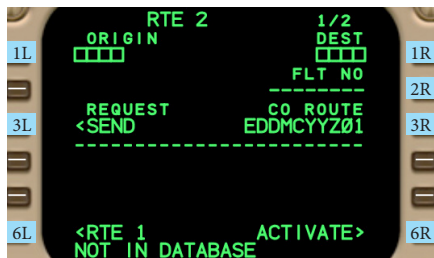 RTE 2 1/2
ORIGIN DEST
1L □□□□ □□□□ 1R
FLT NO
-------- 2R
REQUEST CO ROUTE
3L <SEND EDDMCYYZØ1 3R
------------------------
6L <RTE 1 ACTIVATE> 6R
NOT IN DATABASE